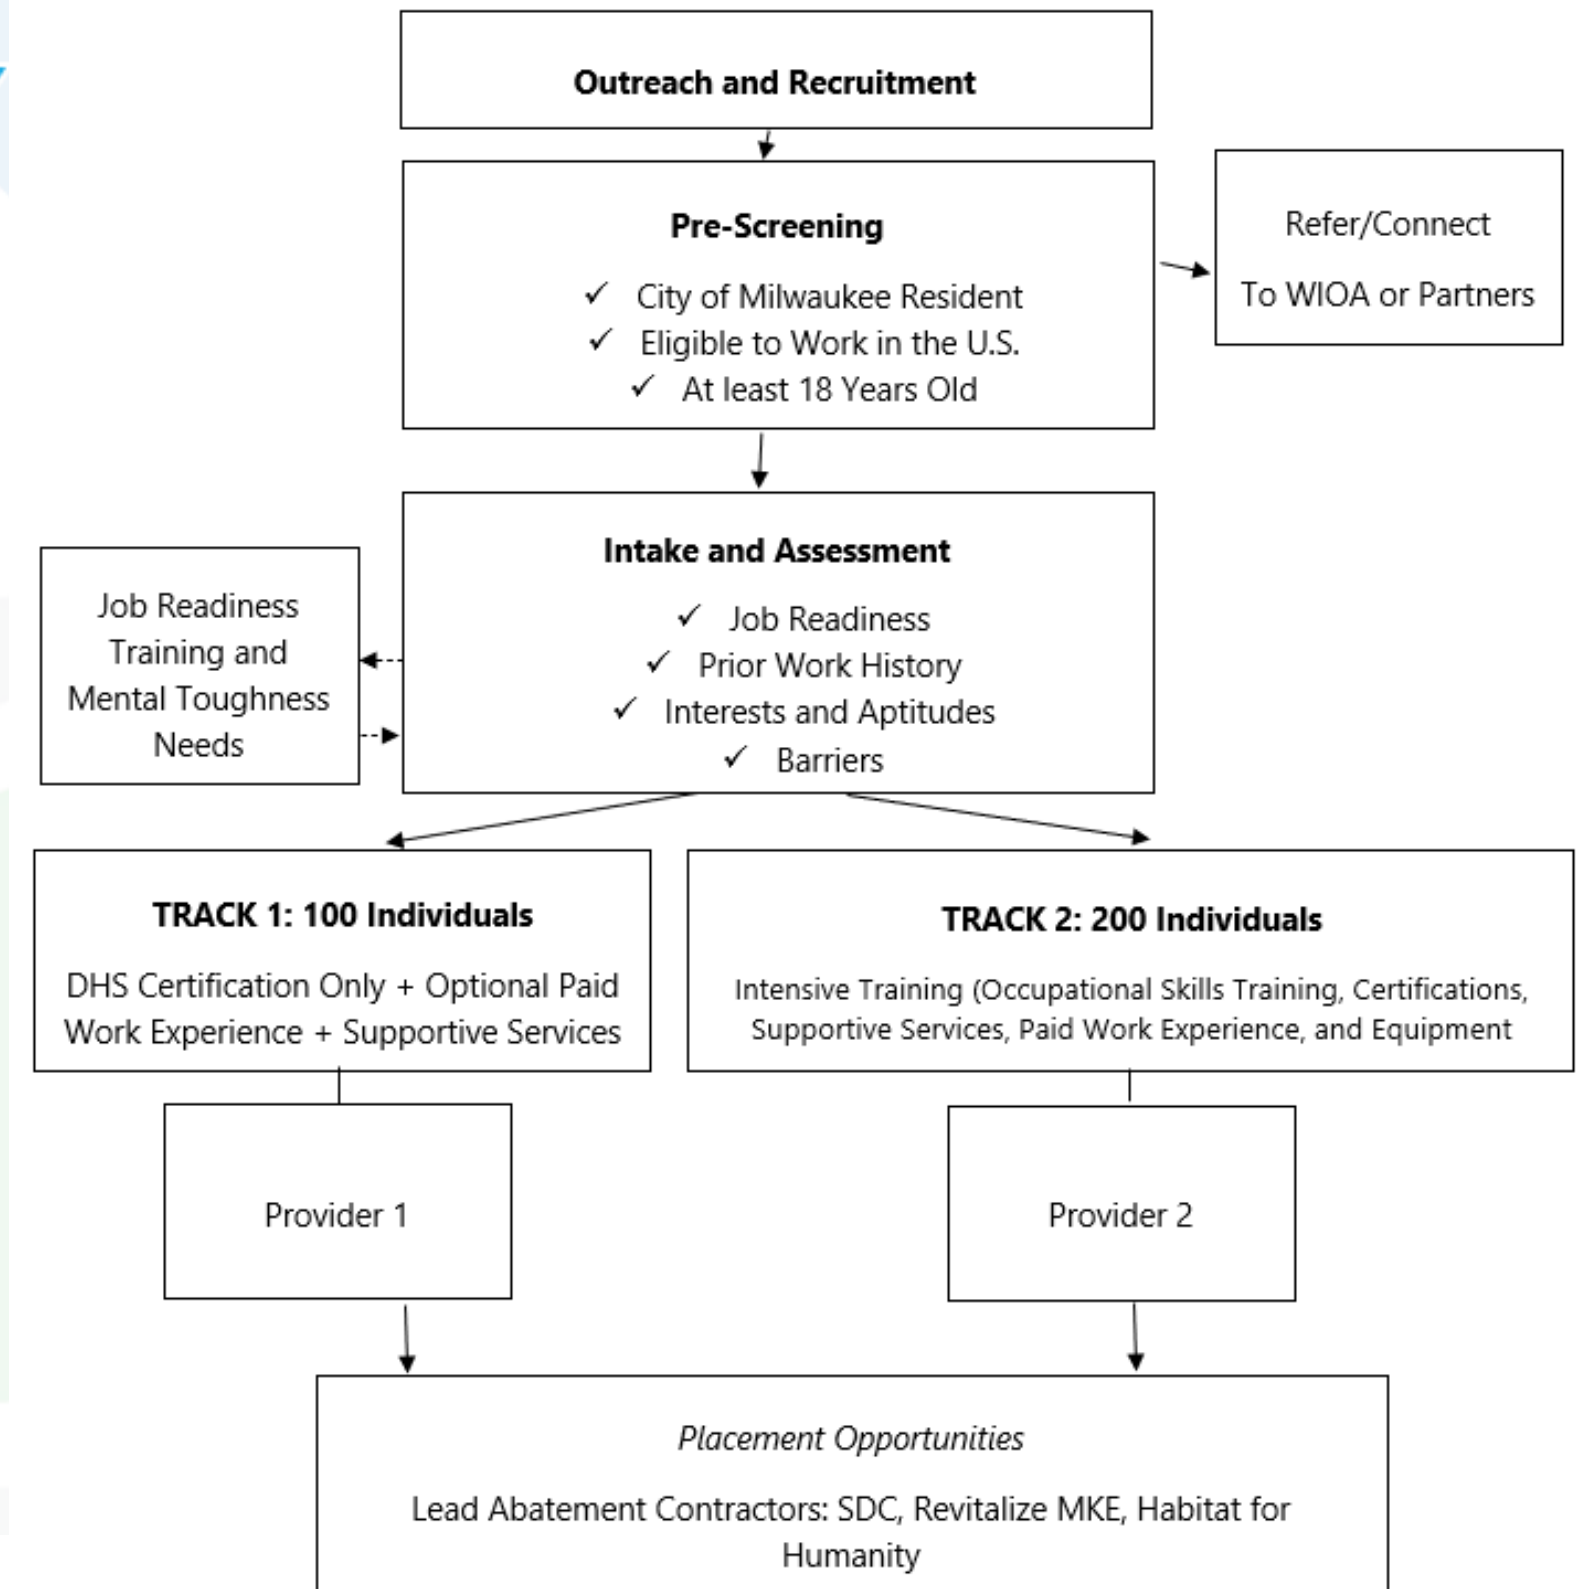 Outreach and Recruitment
Pre-Screening
✓ City of Milwaukee Resident
✓ Eligible to Work in the U.S.
✓ At least 18 Years Old
Refer/Connect
To WIOA or Partners
Intake and Assessment
✓ Job Readiness
✓ Prior Work History
✓ Interests and Aptitudes
✓ Barriers
Job Readiness
Training and
Mental Toughness
Needs
TRACK 1: 100 Individuals
DHS Certification Only + Optional Paid
Work Experience + Supportive Services
TRACK 2: 200 Individuals
Intensive Training (Occupational Skills Training, Certifications,
Supportive Services, Paid Work Experience, and Equipment
Provider 1
Provider 2
Placement Opportunities
Lead Abatement Contractors: SDC, Revitalize MKE, Habitat for
Humanity